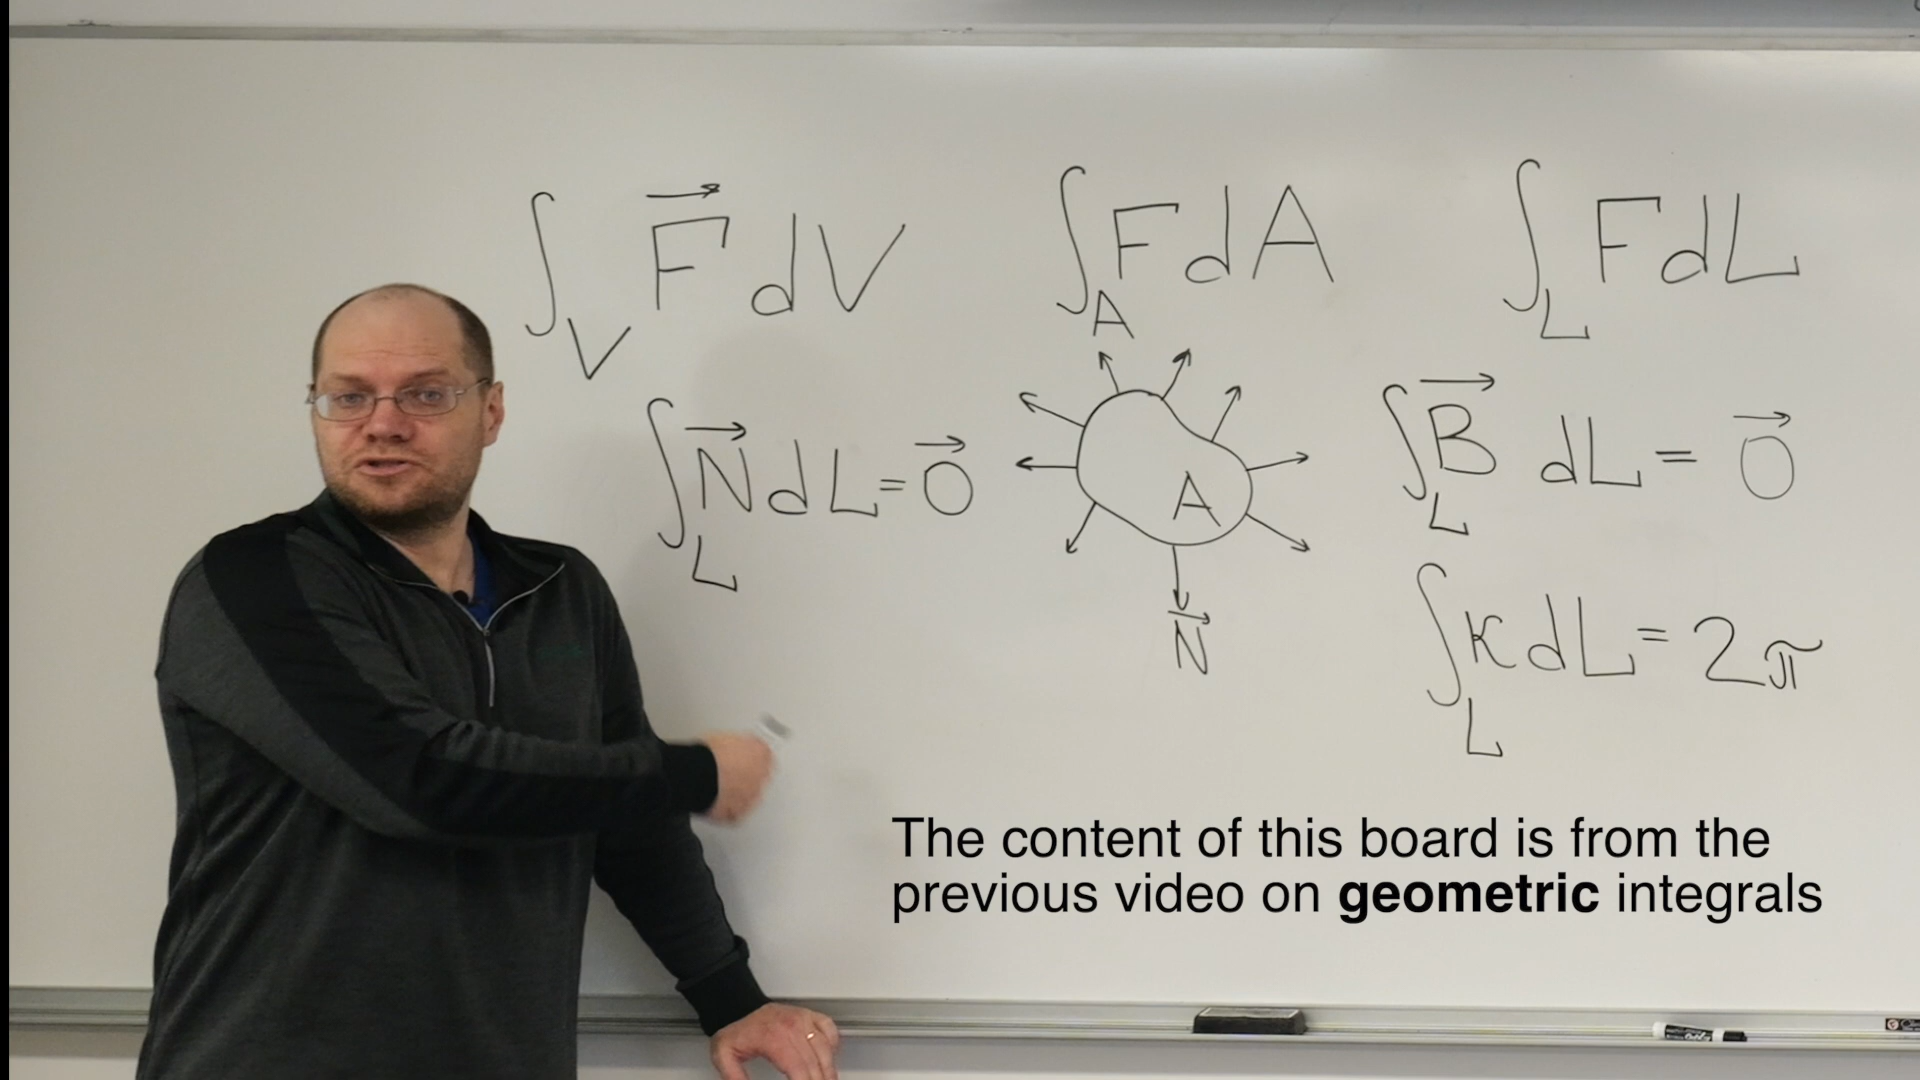 ∫_V F⃗ dV
∫_A F dA
∫_L F dL
∫_L N⃗ dL = 0⃗
A
N⃗
∫_L B⃗ dL = 0⃗
∫_L κ dL = 2π
The content of this board is from the
previous video on geometric integrals